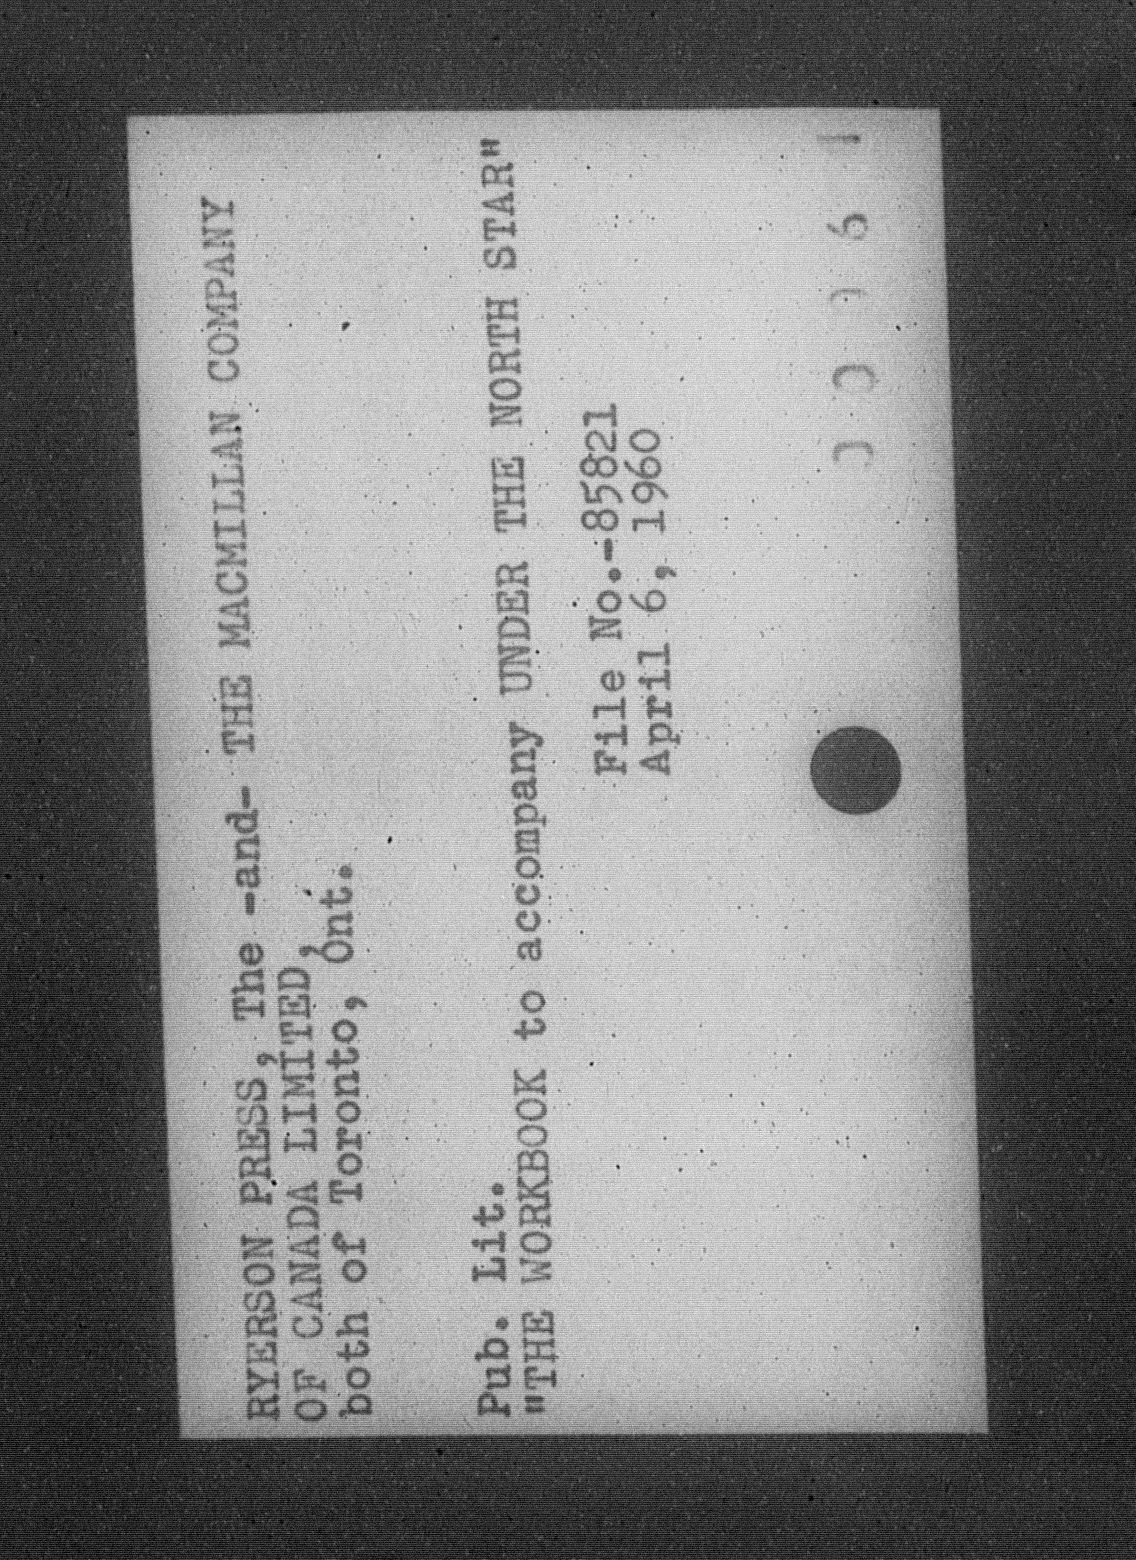 RYERSON PRESS, The -and- THE MACMILLAN COMPANY
OF CANADA LIMITED,
both of Toronto, Ont.
Pub. Lit.
"THE WORKBOOK to accompany UNDER THE NORTH STAR"
File No.-85821
April 6, 1960